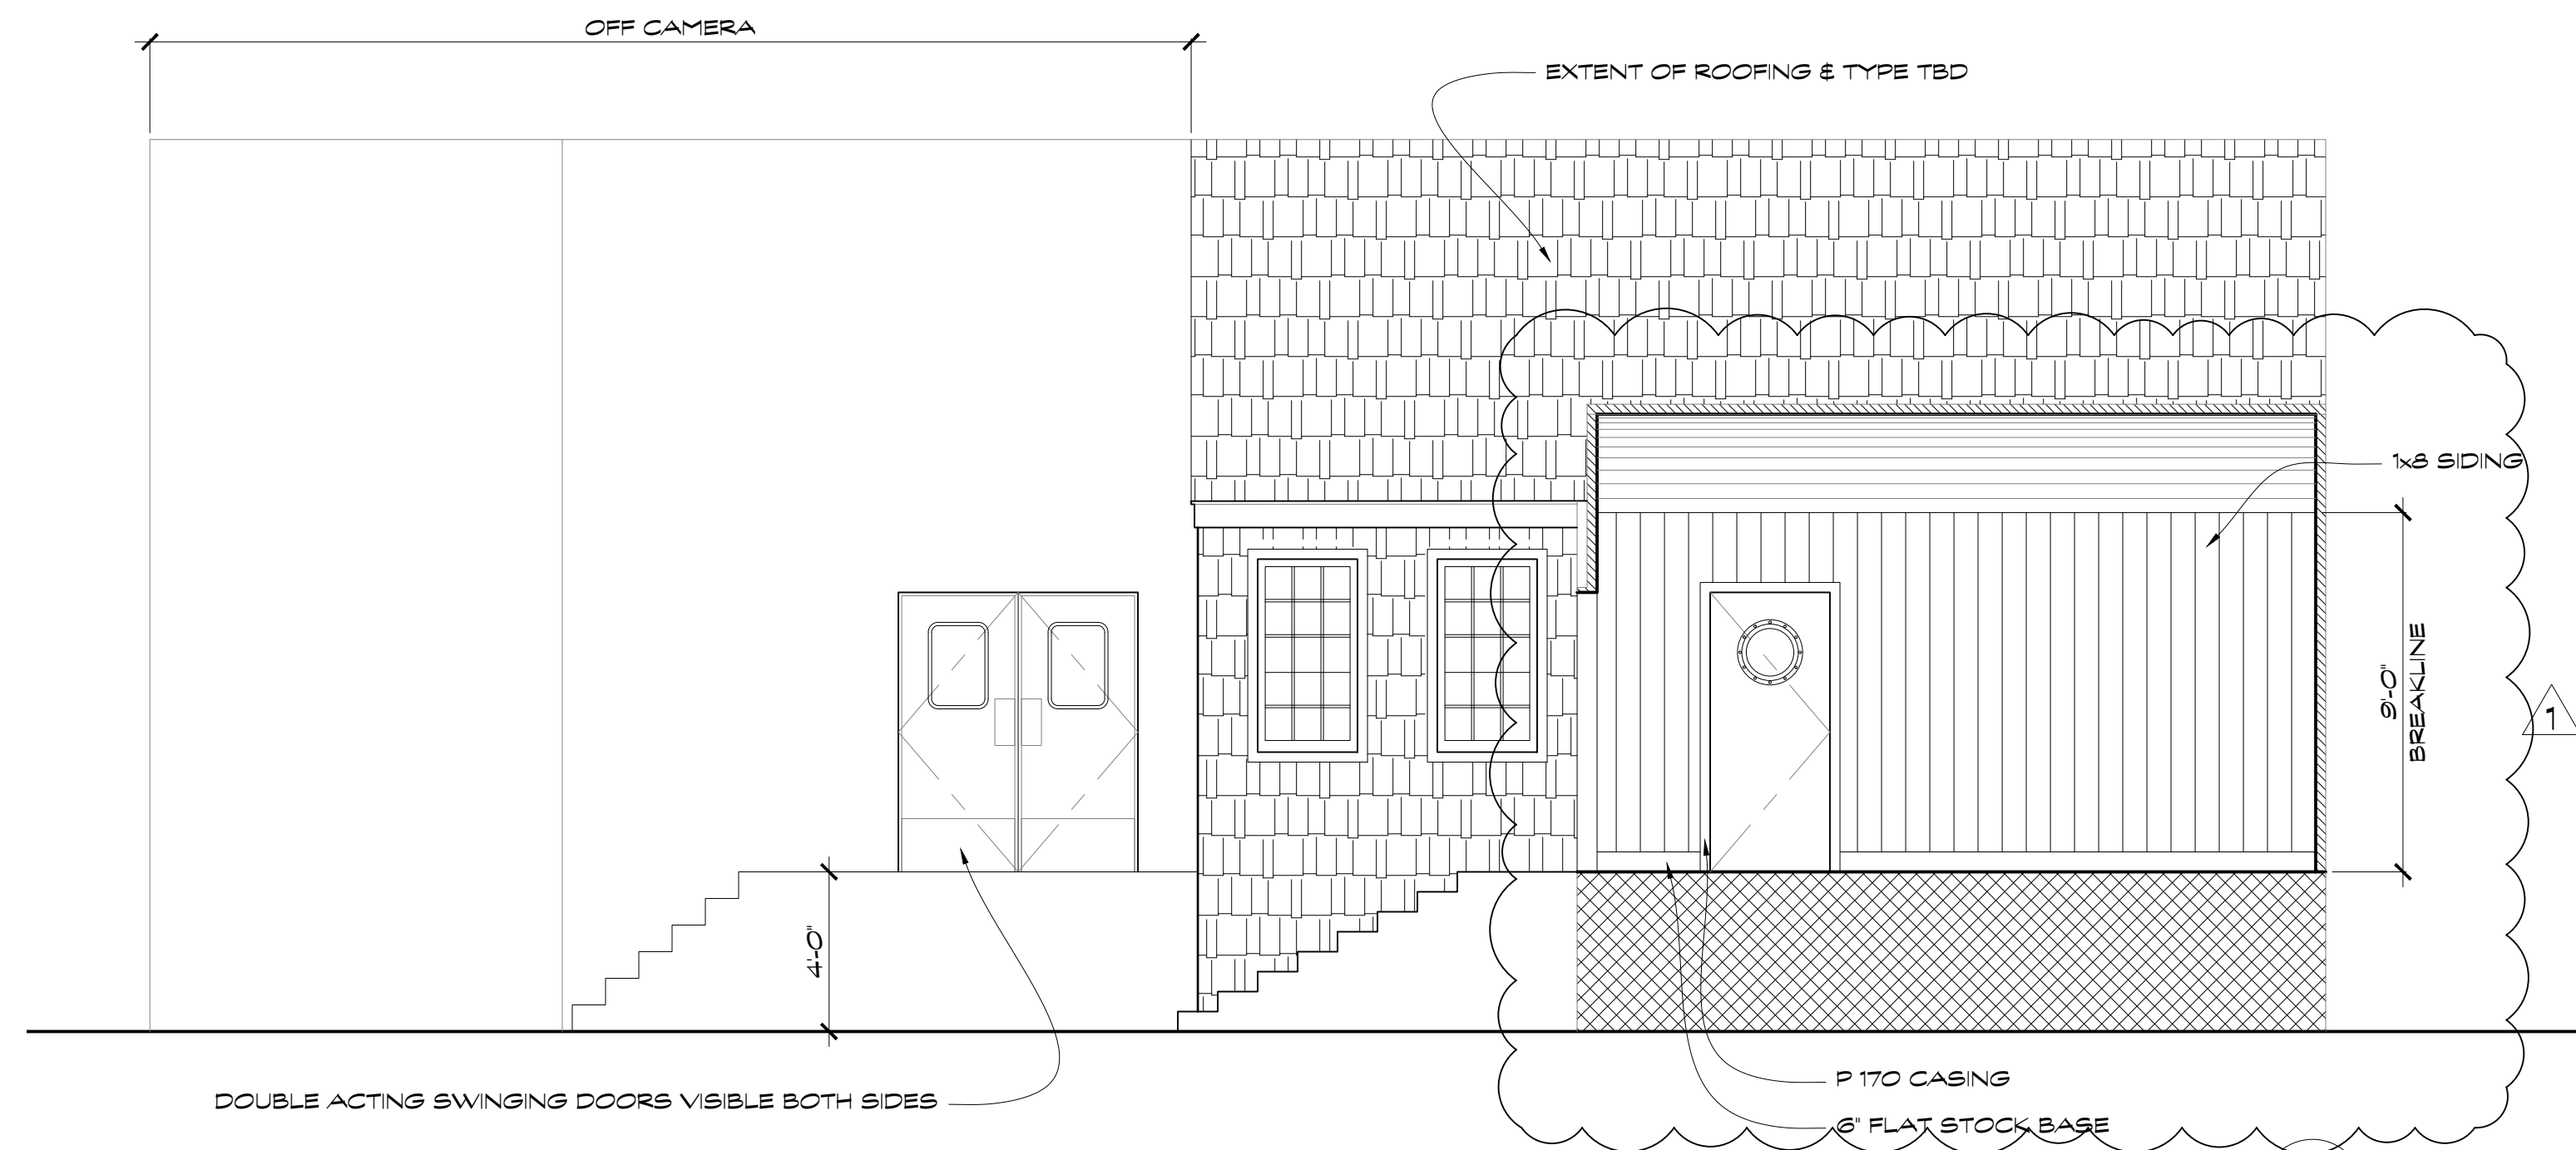 OFF CAMERA
EXTENT OF ROOFING & TYPE TBD
1x8 SIDING
9'-0"
BREAKLINE
1
4'-0"
P 170 CASING
DOUBLE ACTING SWINGING DOORS VISIBLE BOTH SIDES
6" FLAT STOCK BASE